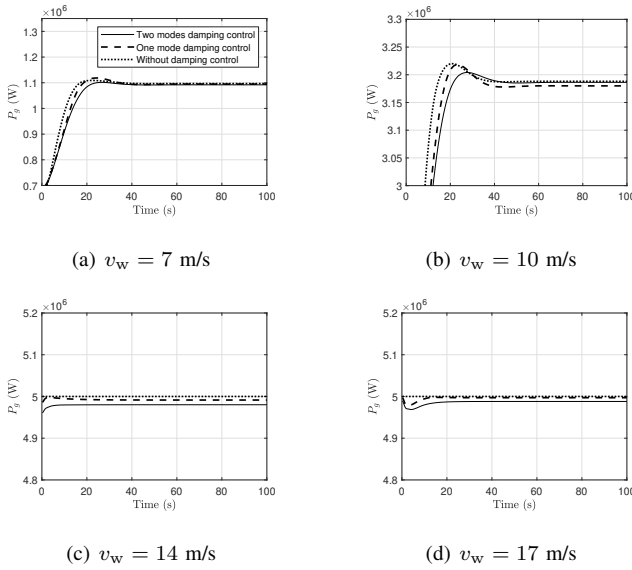 ×10⁶ ×10⁶
1.3 3.3
Two modes damping control
One mode damping control
Without damping control
1.2 3.25
1.1 3.2
1 3.15
0.9 3.1
0.8 3.05
0.7 3
P_g (W) P_g (W)
0 20 40 60 80 100 0 20 40 60 80 100
Time (s) Time (s)
(a) v_w = 7 m/s (b) v_w = 10 m/s
×10⁶ ×10⁶
5.2 5.2
5.1 5.1
5 5
4.9 4.9
4.8 4.8
P_g (W) P_g (W)
0 20 40 60 80 100 0 20 40 60 80 100
Time (s) Time (s)
(c) v_w = 14 m/s (d) v_w = 17 m/s